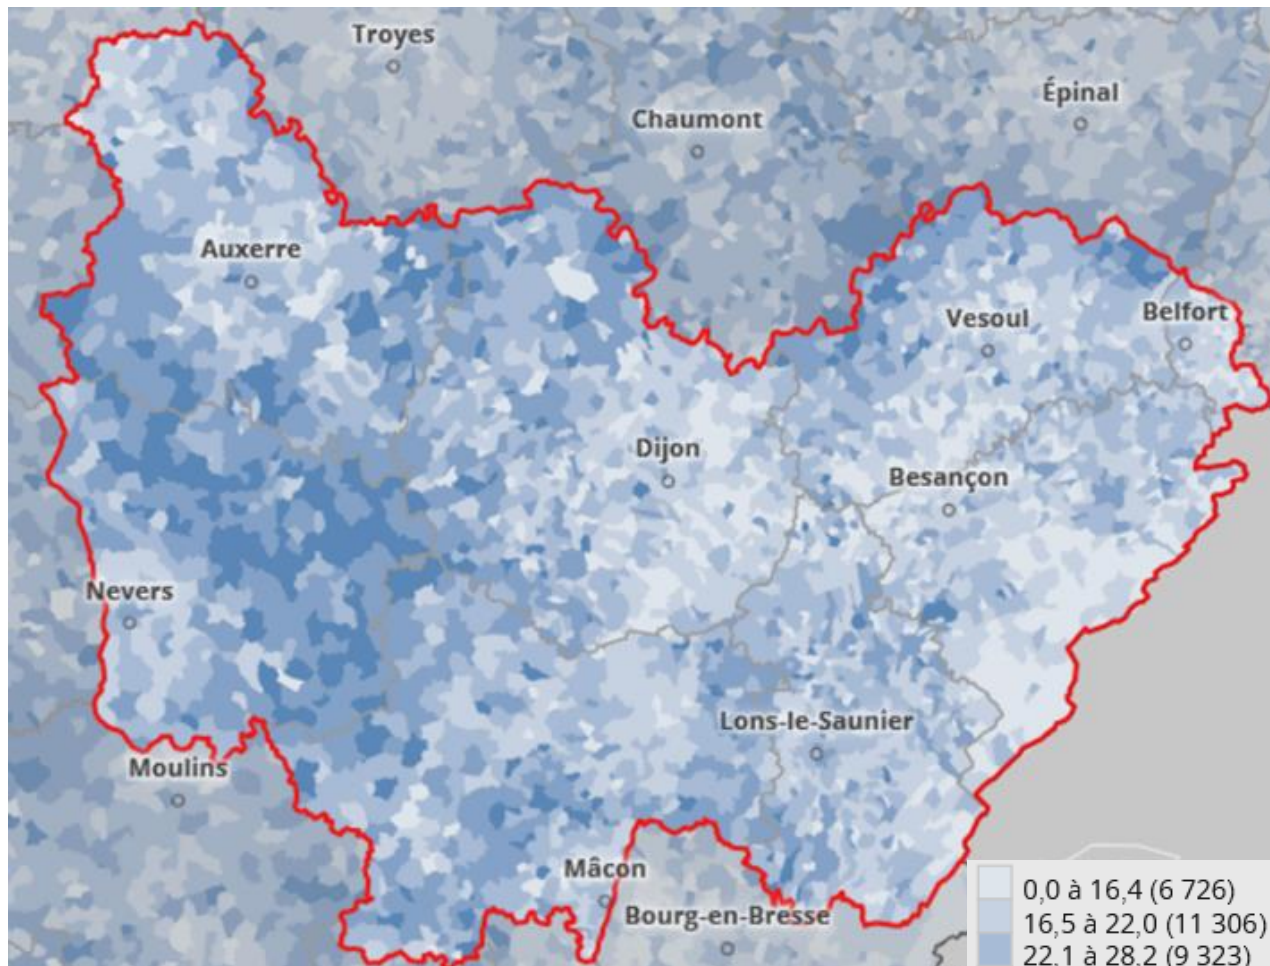 Troyes
Épinal
Chaumont
Auxerre
Vesoul
Belfort
Dijon
Besançon
Nevers
Lons-le-Saunier
Moulins
Mâcon
Bourg-en-Bresse
0,0 à 16,4 (6 726)
16,5 à 22,0 (11 306)
22,1 à 28,2 (9 323)